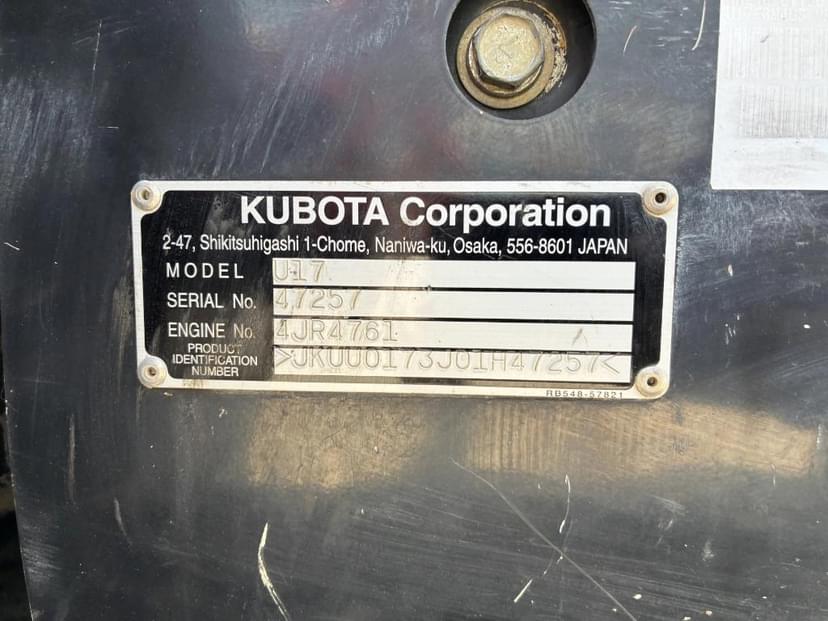 KUBOTA Corporation
2-47, Shikitsuhigashi 1-Chome, Naniwa-ku, Osaka, 556-8601 JAPAN
MODEL U17
SERIAL No. 47257
ENGINE No. 4JR4761
PRODUCT IDENTIFICATION NUMBER >JKUU0173J01H47257<
RB548-57821